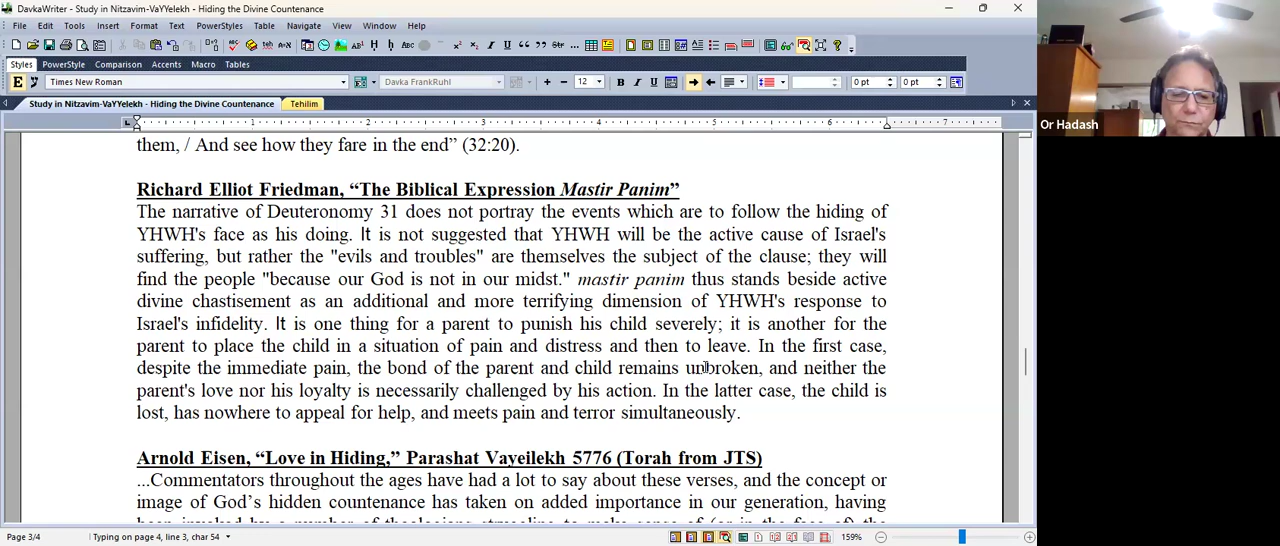 DavkaWriter - Study in Nitzavim-VaYYelekh - Hiding the Divine Countenance
File Edit Tools Insert Format Text PowerStyles Table Navigate View Window Help
Styles PowerStyle Comparison Accents Macro Tables
Times New Roman Davka FrankRuhl 12 B I U 0 pt 0 pt
Study in Nitzavim-VaYYelekh - Hiding the Divine Countenance Tehilim
1 2 3 4 5 6 7
them, / And see how they fare in the end” (32:20).
Richard Elliot Friedman, “The Biblical Expression Mastir Panim”
The narrative of Deuteronomy 31 does not portray the events which are to follow the hiding of
YHWH's face as his doing. It is not suggested that YHWH will be the active cause of Israel's
suffering, but rather the "evils and troubles" are themselves the subject of the clause; they will
find the people "because our God is not in our midst." mastir panim thus stands beside active
divine chastisement as an additional and more terrifying dimension of YHWH's response to
Israel's infidelity. It is one thing for a parent to punish his child severely; it is another for the
parent to place the child in a situation of pain and distress and then to leave. In the first case,
despite the immediate pain, the bond of the parent and child remains unbroken, and neither the
parent's love nor his loyalty is necessarily challenged by his action. In the latter case, the child is
lost, has nowhere to appeal for help, and meets pain and terror simultaneously.
Arnold Eisen, “Love in Hiding,” Parashat Vayeilekh 5776 (Torah from JTS)
...Commentators throughout the ages have had a lot to say about these verses, and the concept or
image of God’s hidden countenance has taken on added importance in our generation, having
Page 3/4 Typing on page 4, line 3, char 54 159%
Or Hadash